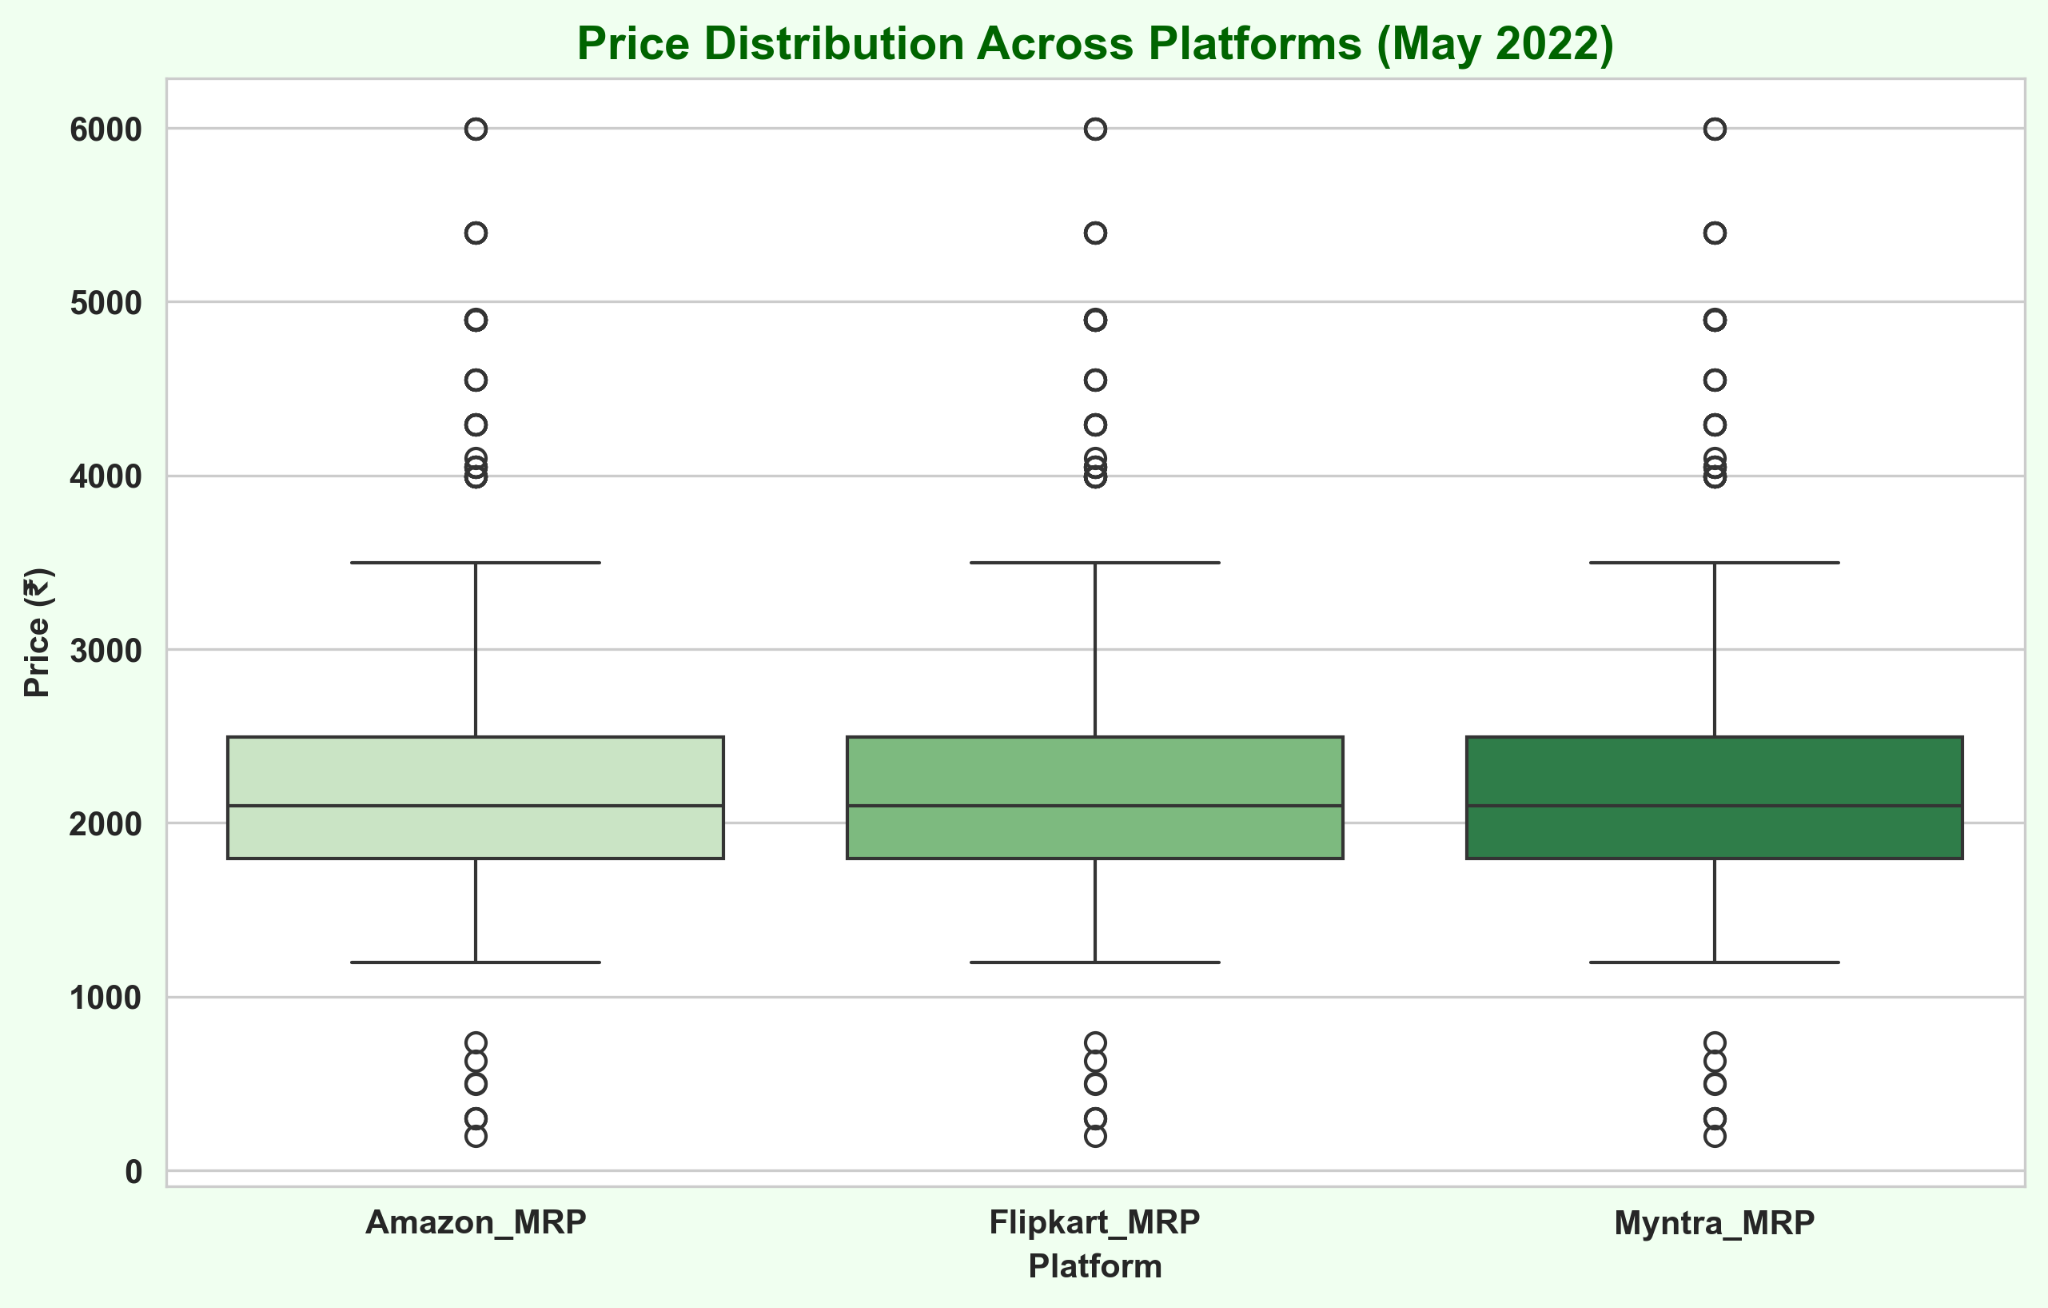 Price Distribution Across Platforms (May 2022)
6000
5000
4000
3000
2000
1000
0
Price (₹)
Amazon_MRP
Flipkart_MRP
Myntra_MRP
Platform